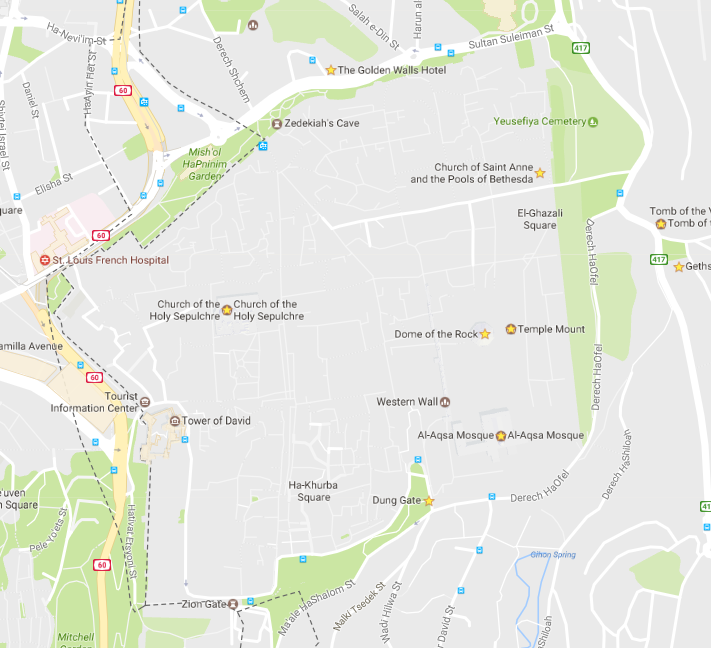 Salah e-Din St
Harun al
Ha-Nevi'im St
Sultan Suleiman St
417
Derech Shchem
HaAyin Het St
The Golden Walls Hotel
Daniel St
60
Shivtei Israel St
Zedekiah's Cave
Yeusefiya Cemetery
Mish'ol
HaPninim
Garden
Church of Saint Anne
and the Pools of Bethesda
Elisha St
quare
El-Ghazali
Square
Tomb of the V
Tomb of t
60
Derech HaOfel
417
St. Louis French Hospital
Geths
Church of the
Holy Sepulchre
Church of the
Holy Sepulchre
Dome of the Rock
Temple Mount
amilla Avenue
60
Derech HaOfel
Tourist
Information Center
Western Wall
Tower of David
Al-Aqsa Mosque
Al-Aqsa Mosque
Derech HaShiloah
Ha-Khurba
Square
Derech HaOfel
'uven
n Square
Dung Gate
41
Hativat Etsyoni St
Pele Yo'ets St
Gihon Spring
60
Ma'ale HaShalom St
Malki Tsedek St
Wadi Hilwa St
r David St
HaShiloah
Zion Gate
Mitchell
Garden